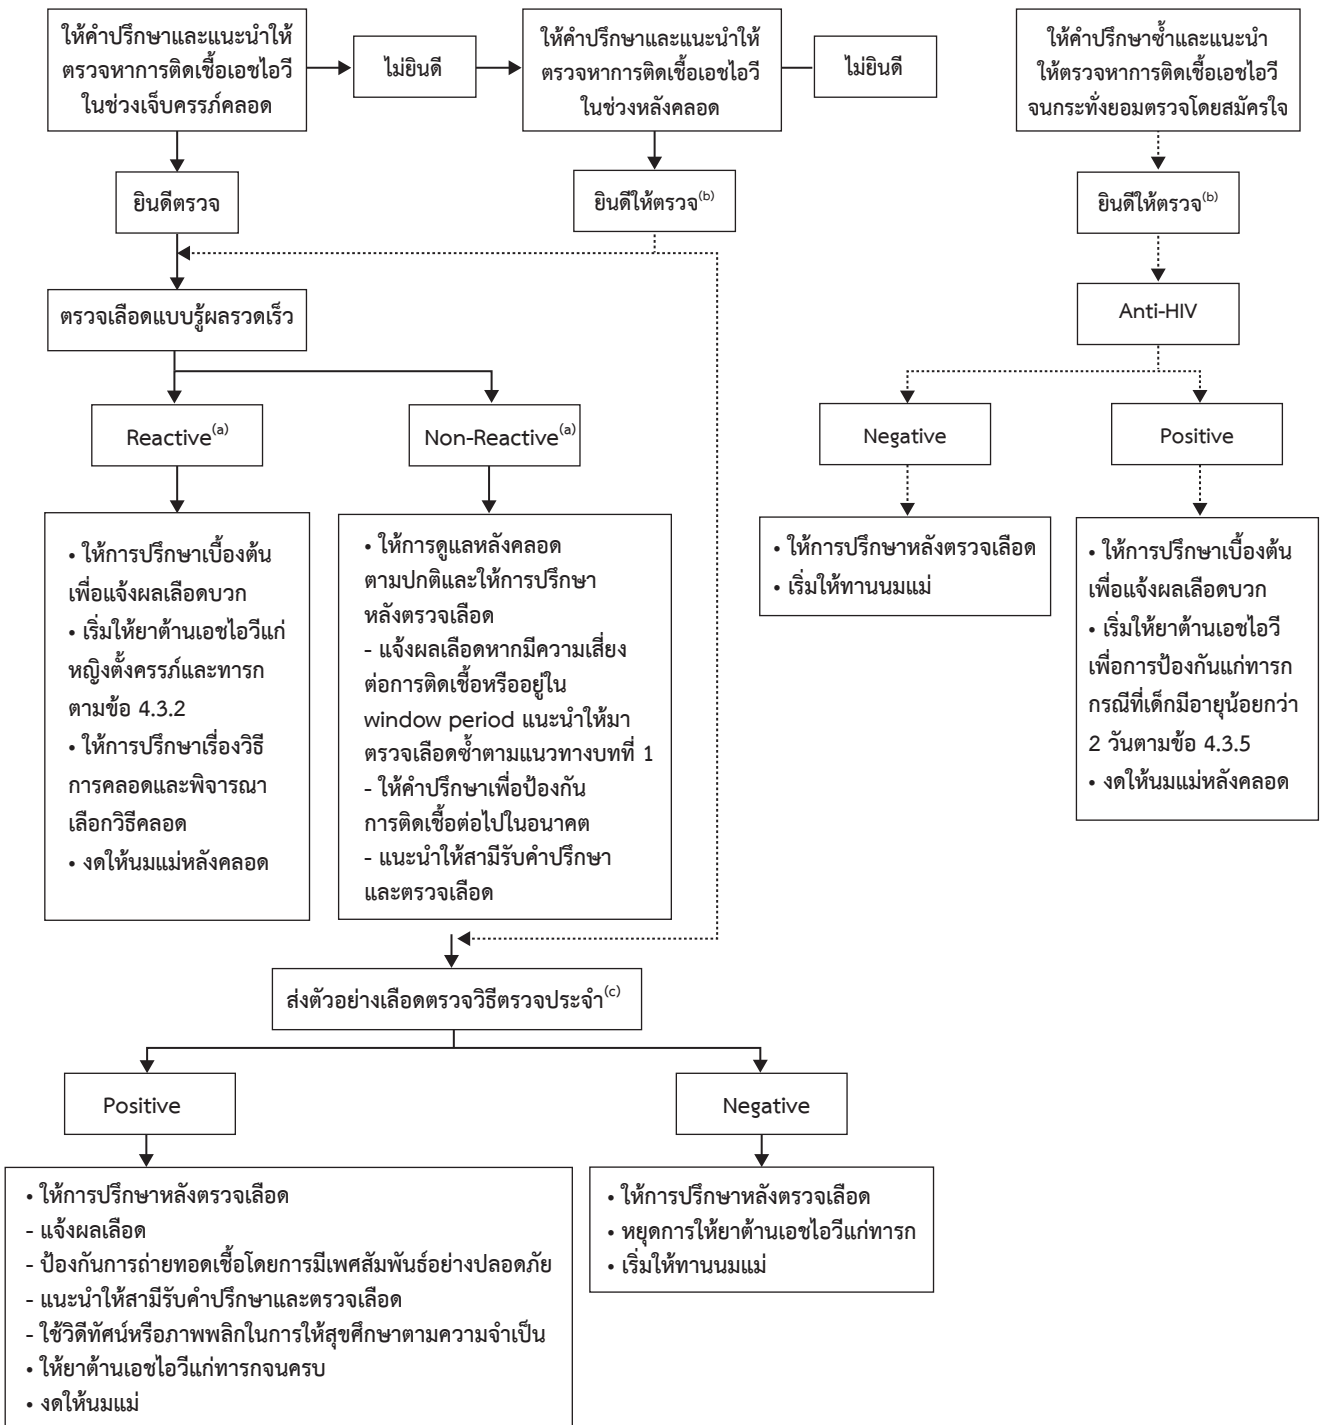 ให้คำปรึกษาและแนะนำให้
ตรวจหาการติดเชื้อเอชไอวี
ในช่วงเจ็บครรภ์คลอด
ไม่ยินดี
ให้คำปรึกษาและแนะนำให้
ตรวจหาการติดเชื้อเอชไอวี
ในช่วงหลังคลอด
ไม่ยินดี
ให้คำปรึกษาซ้ำและแนะนำ
ให้ตรวจหาการติดเชื้อเอชไอวี
จนกระทั่งยอมตรวจโดยสมัครใจ
ยินดีตรวจ
ยินดีให้ตรวจ(b)
ยินดีให้ตรวจ(b)
ตรวจเลือดแบบรู้ผลรวดเร็ว
Anti-HIV
Reactive(a)
Non-Reactive(a)
Negative
Positive
• ให้การปรึกษาเบื้องต้น
เพื่อแจ้งผลเลือดบวก
• เริ่มให้ยาต้านเอชไอวีแก่
หญิงตั้งครรภ์และทารก
ตามข้อ 4.3.2
• ให้การปรึกษาเรื่องวิธี
การคลอดและพิจารณา
เลือกวิธีคลอด
• งดให้นมแม่หลังคลอด
• ให้การดูแลหลังคลอด
ตามปกติและให้การปรึกษา
หลังตรวจเลือด
- แจ้งผลเลือดหากมีความเสี่ยง
ต่อการติดเชื้อหรืออยู่ใน
window period แนะนำให้มา
ตรวจเลือดซ้ำตามแนวทางบทที่ 1
- ให้คำปรึกษาเพื่อป้องกัน
การติดเชื้อต่อไปในอนาคต
- แนะนำให้สามีรับคำปรึกษา
และตรวจเลือด
• ให้การปรึกษาหลังตรวจเลือด
• เริ่มให้ทานนมแม่
• ให้การปรึกษาเบื้องต้น
เพื่อแจ้งผลเลือดบวก
• เริ่มให้ยาต้านเอชไอวี
เพื่อการป้องกันแก่ทารก
กรณีที่เด็กมีอายุน้อยกว่า
2 วันตามข้อ 4.3.5
• งดให้นมแม่หลังคลอด
ส่งตัวอย่างเลือดตรวจวิธีตรวจประจำ(c)
Positive
Negative
• ให้การปรึกษาหลังตรวจเลือด
- แจ้งผลเลือด
- ป้องกันการถ่ายทอดเชื้อโดยการมีเพศสัมพันธ์อย่างปลอดภัย
- แนะนำให้สามีรับคำปรึกษาและตรวจเลือด
- ใช้วิดีทัศน์หรือภาพพลิกในการให้สุขศึกษาตามความจำเป็น
• ให้ยาต้านเอชไอวีแก่ทารกจนครบ
• งดให้นมแม่
• ให้การปรึกษาหลังตรวจเลือด
• หยุดการให้ยาต้านเอชไอวีแก่ทารก
• เริ่มให้ทานนมแม่